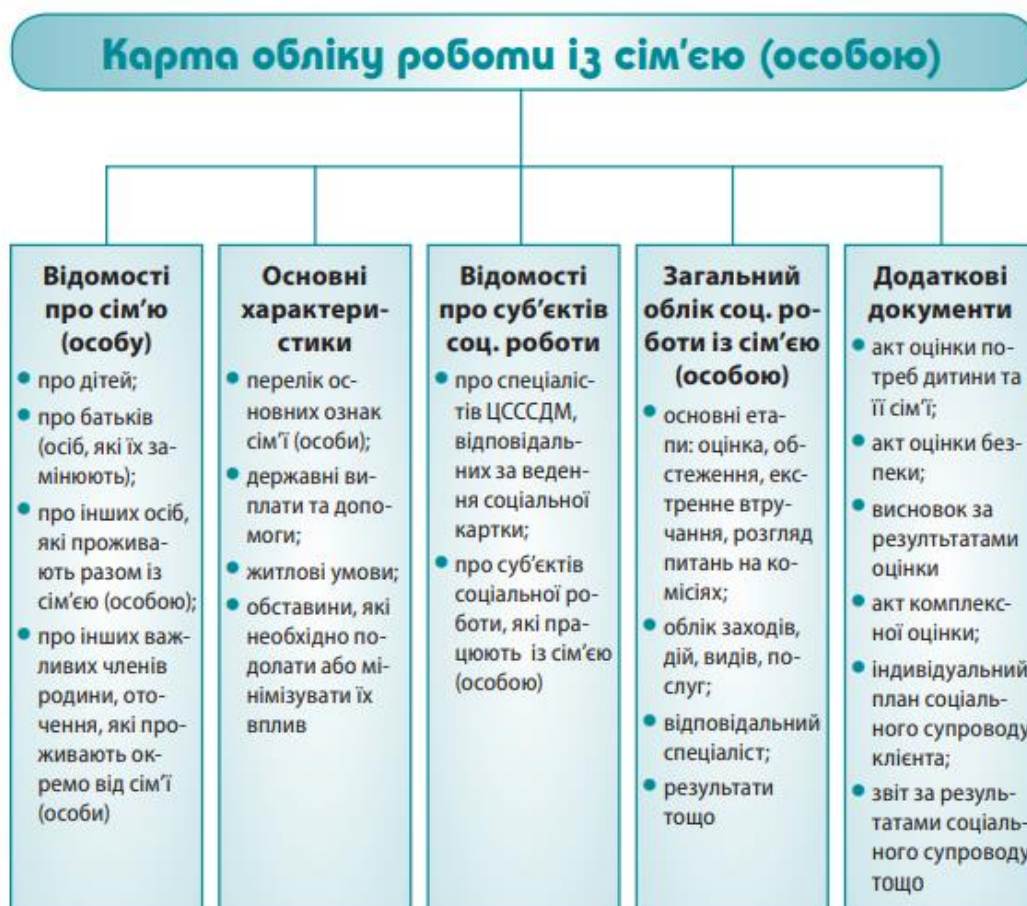 Карта обліку роботи із сім’єю (особою)
Відомості
про сім’ю
(особу)
• про дітей;
• про батьків
(осіб, які їх за-
мінюють);
• про інших осіб,
які прожива-
ють разом із
сім’єю (особою);
• про інших важ-
ливих членів
родини, ото-
чення, які про-
живають ок-
ремо від сім’ї
(особи)
Основні
характери-
стики
• перелік ос-
новних ознак
сім’ї (особи);
• державні ви-
плати та допо-
моги;
• житлові умови;
• обставини, які
необхідно по-
долати або мі-
німізувати їх
вплив
Відомості
про суб’єктів
соц. роботи
• про спеціаліс-
тів ЦСССДМ,
відповідаль-
них за веден-
ня соціальної
картки;
• про суб’єктів
соціальної ро-
боти, які пра-
цюють із сім’єю
(особою)
Загальний
облік соц. ро-
боти із сім’єю
(особою)
• основні ета-
пи: оцінка, об-
стеження, екс-
тренне втру-
чання, розгляд
питань на ко-
місіях;
• облік заходів,
дій, видів, по-
слуг;
• відповідальний
спеціаліст;
• результати
тощо
Додаткові
документи
• акт оцінки по-
треб дитини та
її сім’ї;
• акт оцінки без-
пеки;
• висновок за
резултьтатами
оцінки
• акт комплекс-
ної оцінки;
• індивідуальний
план соціаль-
ного супроводу
клієнта;
• звіт за резуль-
татами соціаль-
ного супроводу
тощо